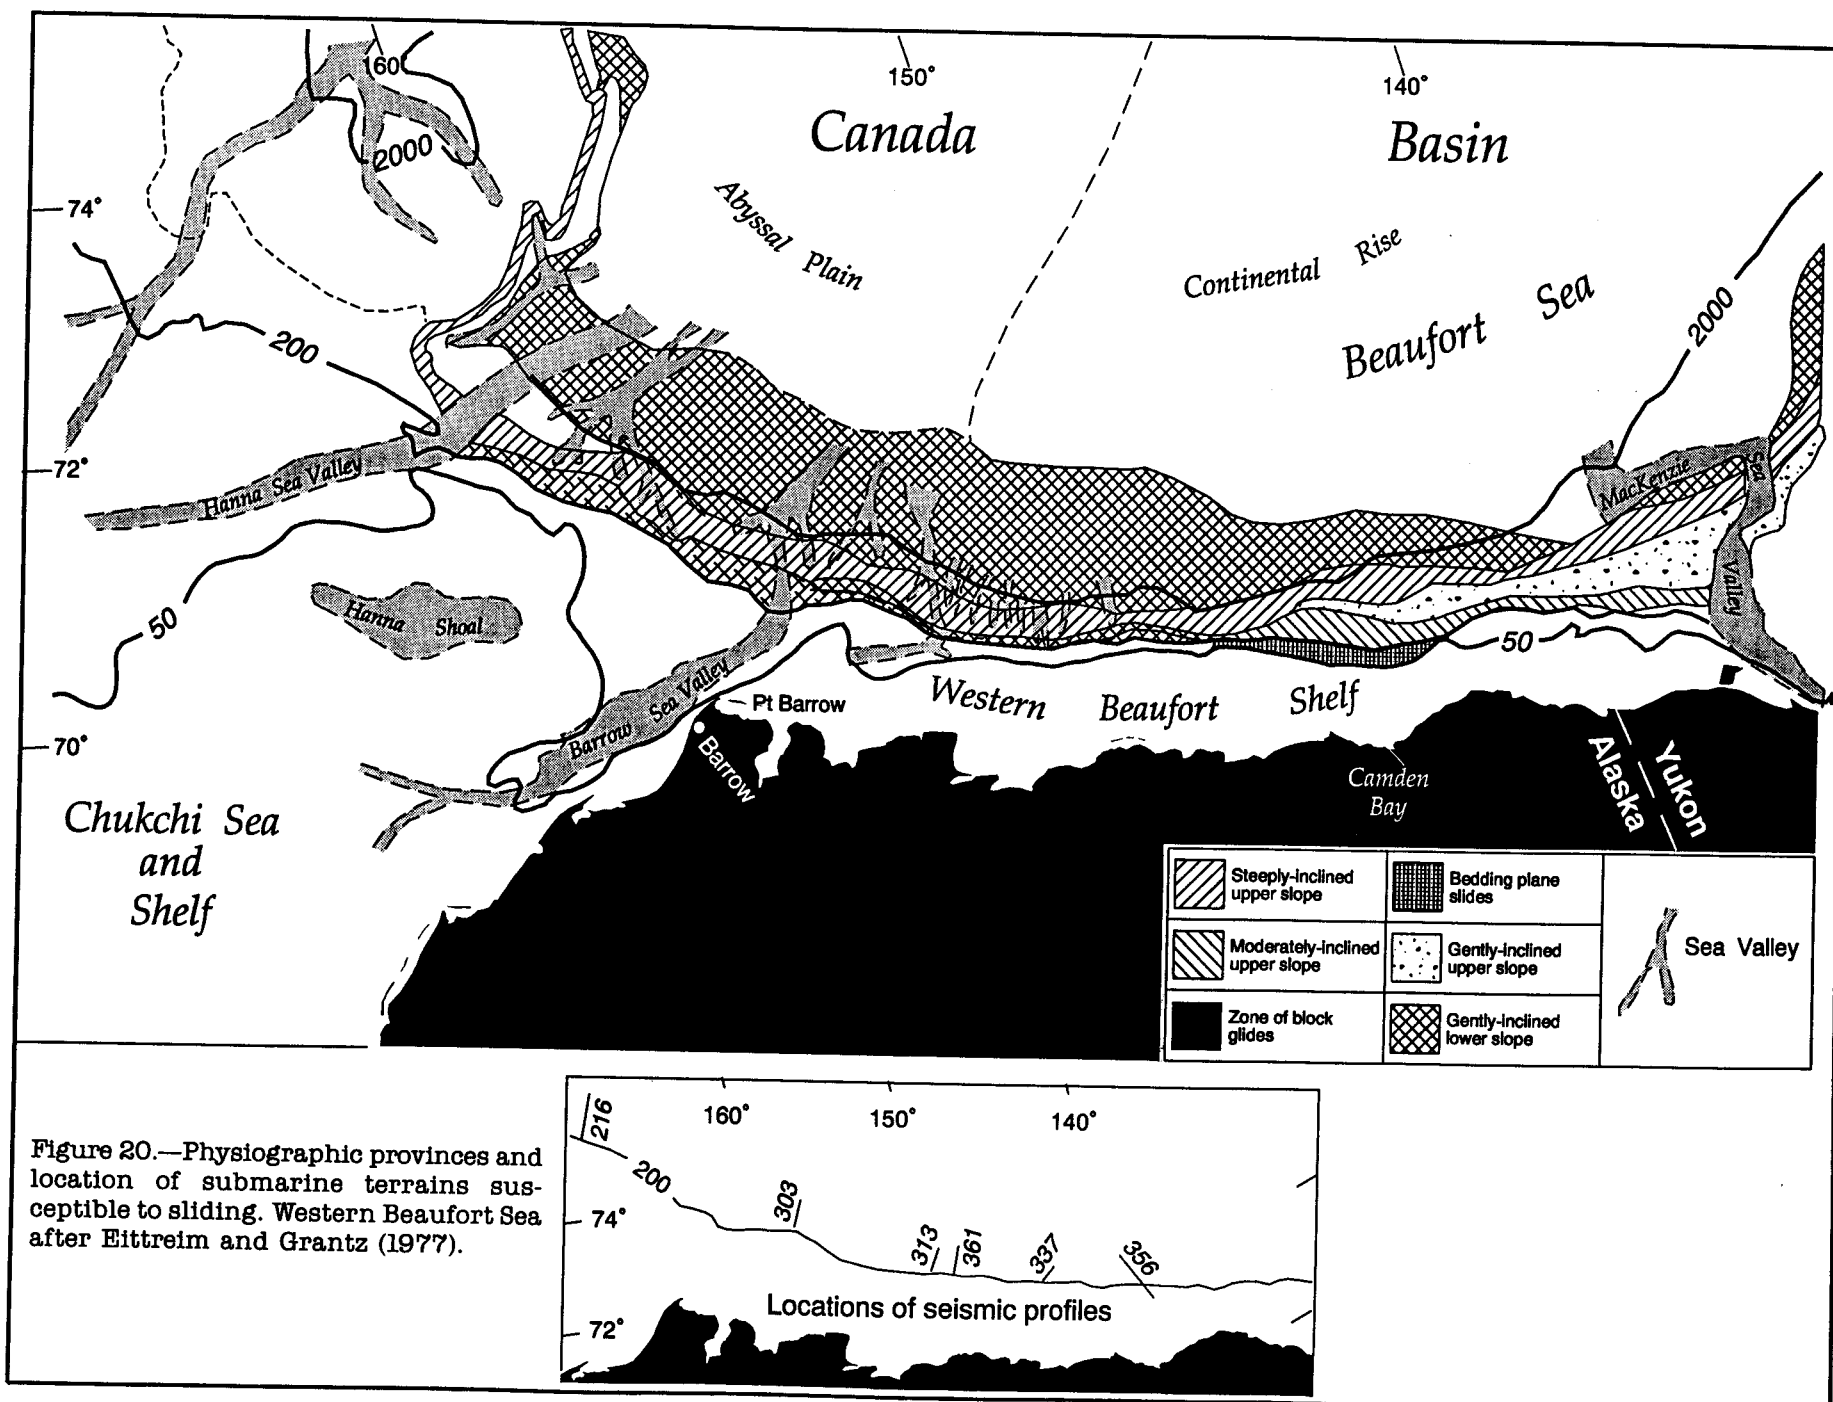 160
150°
140°
Canada Basin
2000
74°
Abyssal Plain
Continental Rise
Beaufort Sea
2000
200
72°
Hanna Sea Valley
MacKenzie Sea Valley
50
Hanna Shoal
50
Barrow Sea Valley
Western Beaufort Shelf
Pt Barrow
Barrow
70°
Alaska
Yukon
Camden
Bay
Chukchi Sea
and
Shelf
Steeply-inclined
upper slope
Bedding plane
slides
Moderately-inclined
upper slope
Gently-inclined
upper slope
Sea Valley
Zone of block
glides
Gently-inclined
lower slope
Figure 20.—Physiographic provinces and
location of submarine terrains sus-
ceptible to sliding. Western Beaufort Sea
after Eittreim and Grantz (1977).
160°
150°
140°
216
200
303
74°
313
361
337
356
Locations of seismic profiles
72°